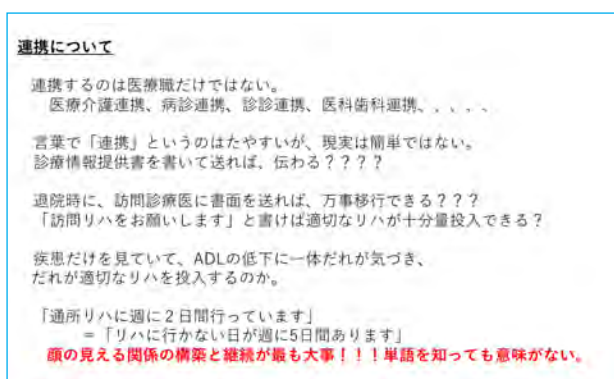 連携について
連携するのは医療職だけではない。
医療介護連携、病診連携、診診連携、医科歯科連携、、、、、
言葉で「連携」というのはたやすいが、現実は簡単ではない。
診療情報提供書を書いて送れば、伝わる????
退院時に、訪問診療医に書面を送れば、万事移行できる???
「訪問リハをお願いします」と書けば適切なリハが十分量投入できる?
疾患だけを見ていて、ADLの低下に一体だれが気づき、
だれが適切なリハを投入するのか。
「通所リハに週に2日間行っています」
=「リハに行かない日が週に5日間あります」
顔の見える関係の構築と継続が最も大事!!!単語を知っても意味がない。